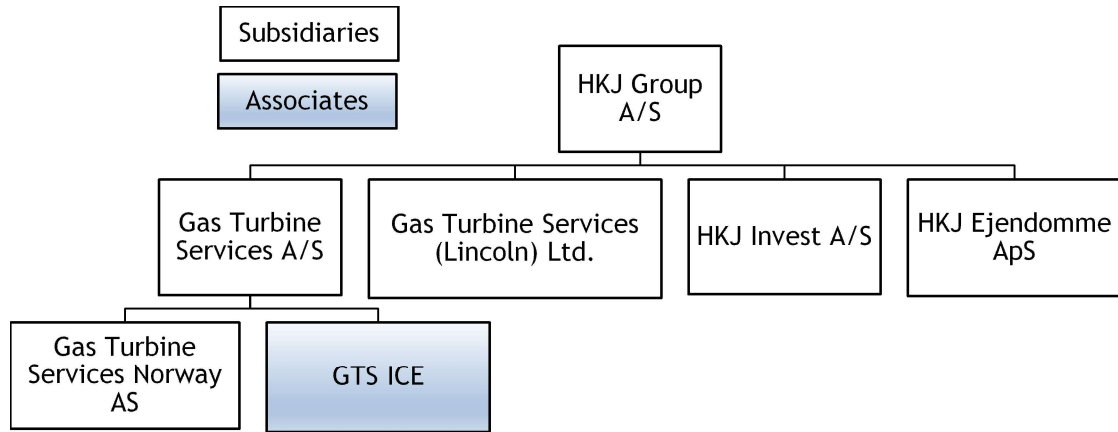 Subsidiaries
Associates
HKJ Group
A/S
Gas Turbine
Services A/S
Gas Turbine Services
(Lincoln) Ltd.
HKJ Invest A/S
HKJ Ejendomme
ApS
Gas Turbine
Services Norway
AS
GTS ICE